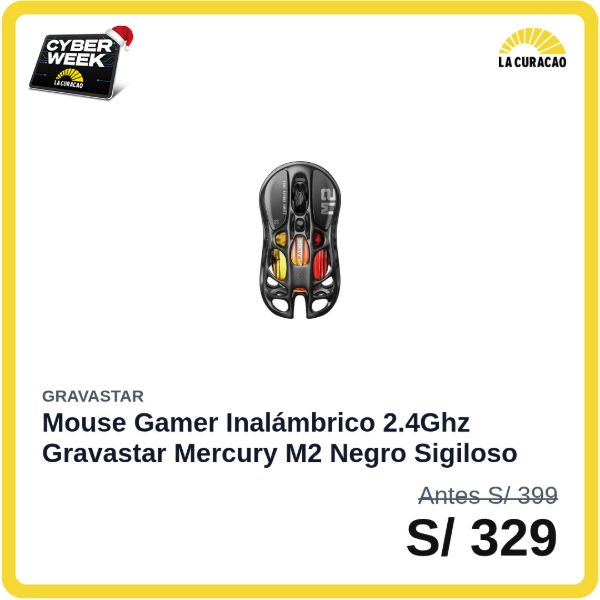 CYBER
WEEK
LA CURACAO
LA CURACAO
M2
GRAVASTAR
Mouse Gamer Inalámbrico 2.4Ghz
Gravastar Mercury M2 Negro Sigiloso
Antes S/ 399
S/ 329